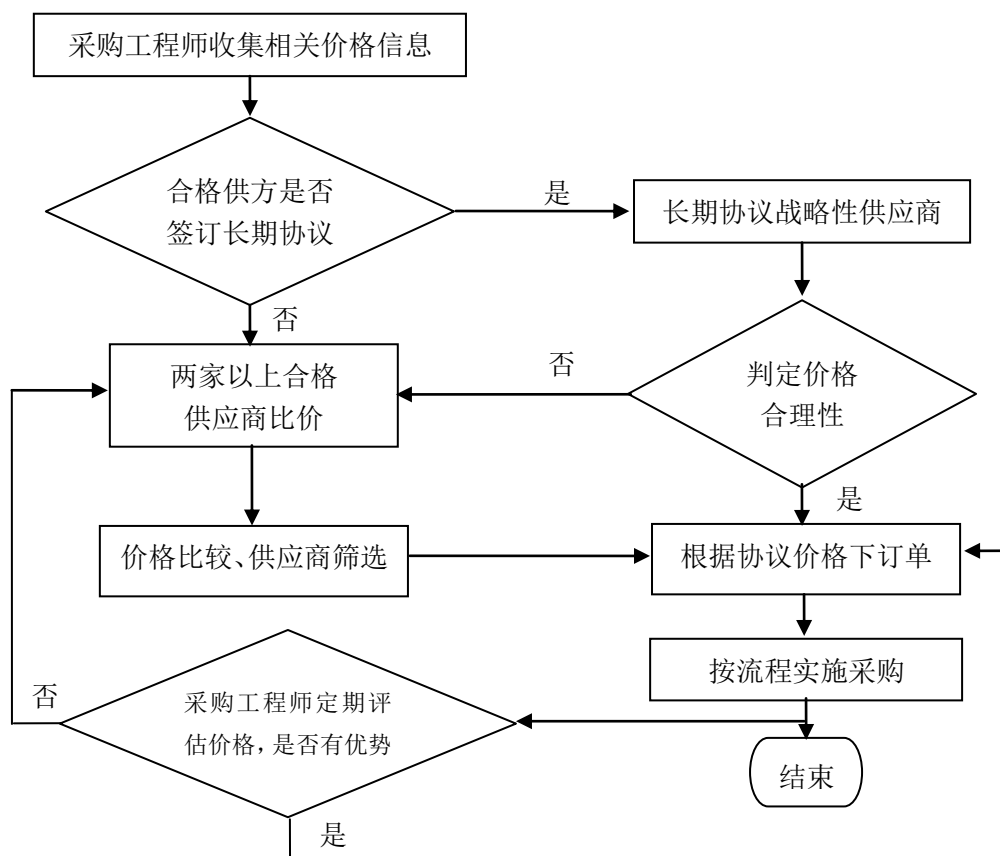 采购工程师收集相关价格信息
合格供方是否
签订长期协议
是
长期协议战略性供应商
否
两家以上合格
供应商比价
否
判定价格
合理性
是
价格比较、供应商筛选
根据协议价格下订单
按流程实施采购
否
采购工程师定期评
估价格，是否有优势
结束
是